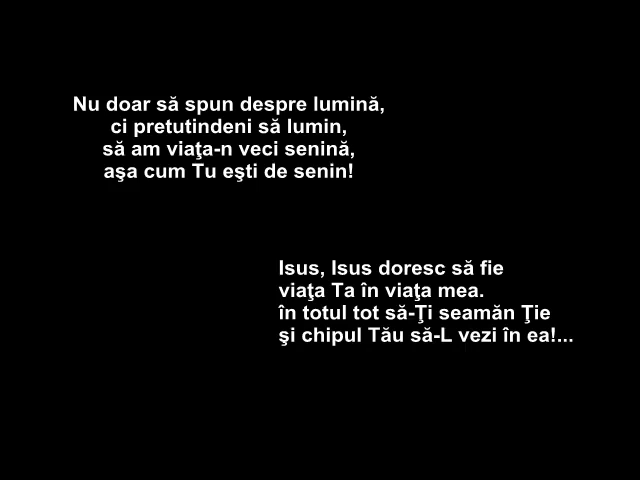 Nu doar să spun despre lumină,
ci pretutindeni să lumin,
să am viaţa-n veci senină,
aşa cum Tu eşti de senin!
Isus, Isus doresc să fie
viaţa Ta în viaţa mea.
în totul tot să-Ţi seamăn Ţie
şi chipul Tău să-L vezi în ea!...